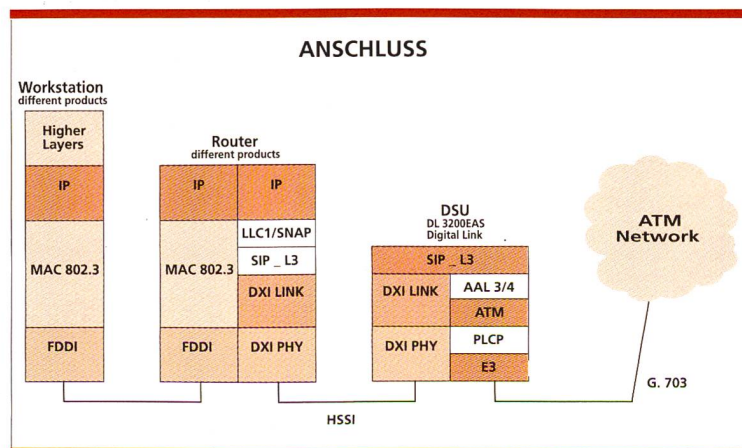 ANSCHLUSS
Workstation
different products
Higher
Layers
IP
MAC 802.3
FDDI
Router
different products
IP
IP
MAC 802.3
LLC1/SNAP
SIP _ L3
DXI LINK
FDDI
DXI PHY
DSU
DL 3200EAS
Digital Link
SIP _ L3
DXI LINK
AAL 3/4
ATM
DXI PHY
PLCP
E3
ATM
Network
G. 703
HSSI